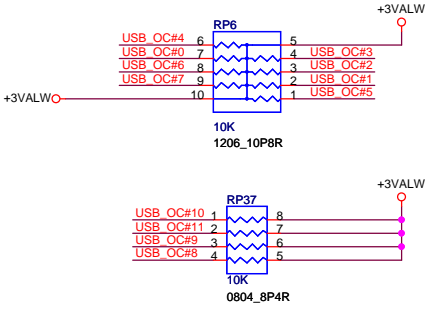 +3VALW
RP6
USB_OC#4 6 5
USB_OC#0 7 4 USB_OC#3
USB_OC#6 8 3 USB_OC#2
USB_OC#7 9 2 USB_OC#1
+3VALW 10 1 USB_OC#5
10K
1206_10P8R
+3VALW
RP37
USB_OC#10 1 8
USB_OC#11 2 7
USB_OC#9 3 6
USB_OC#8 4 5
10K
0804_8P4R